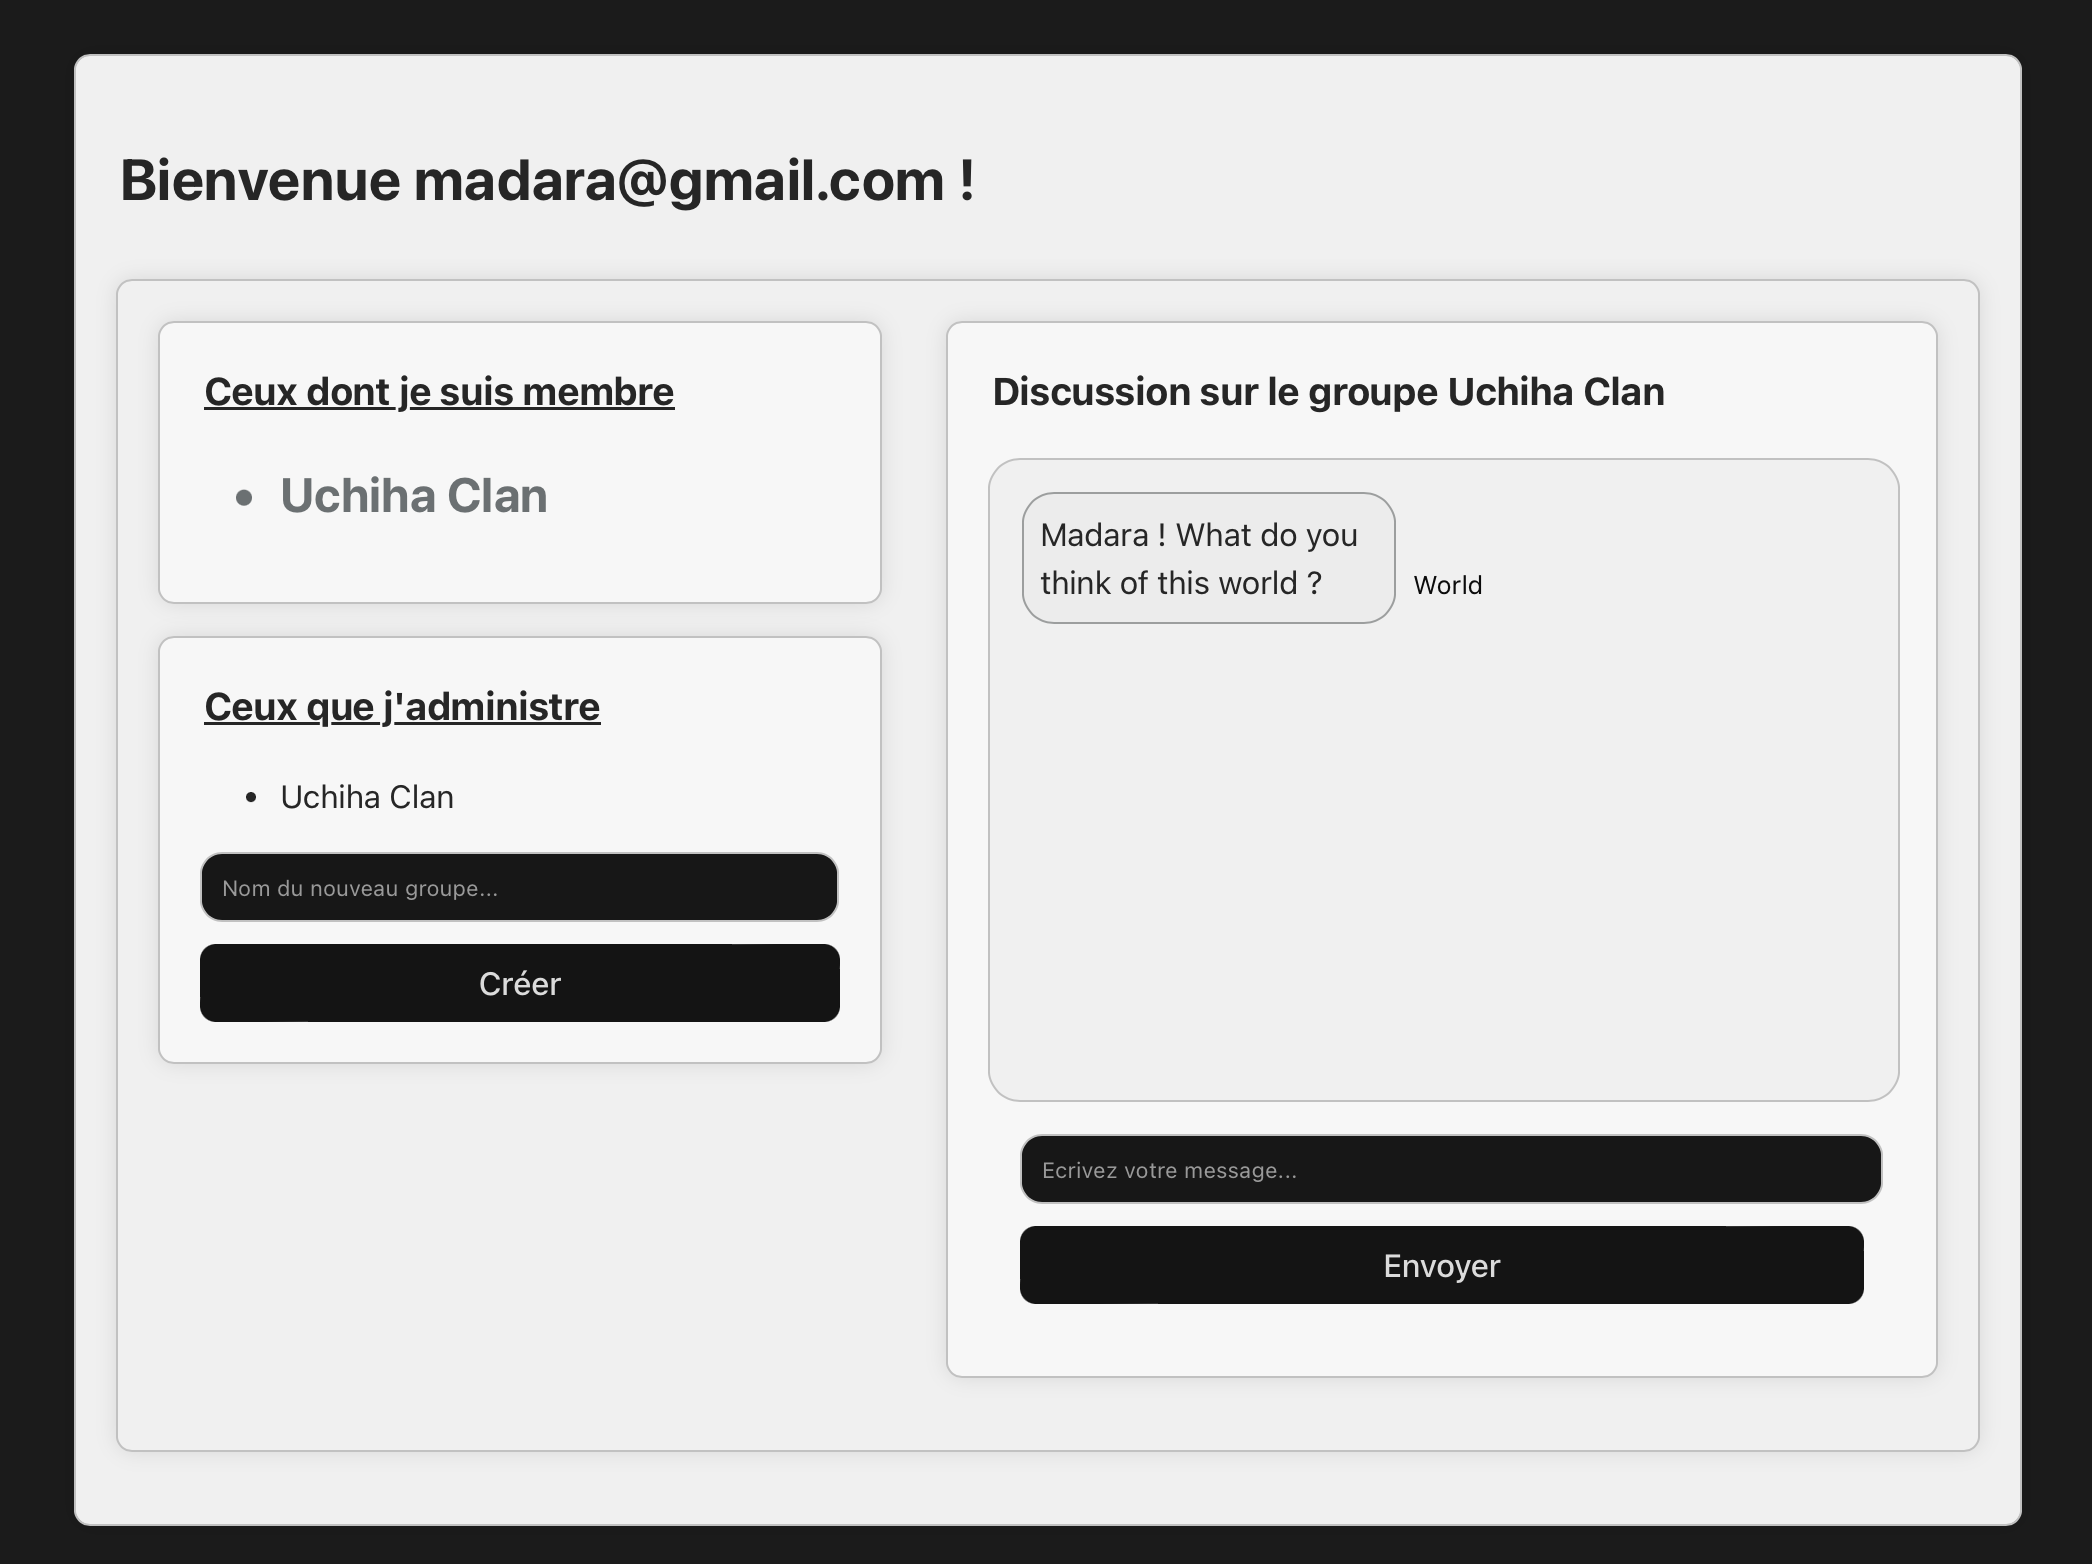 Bienvenue madara@gmail.com !
Ceux dont je suis membre
Uchiha Clan
Ceux que j'administre
Uchiha Clan
Nom du nouveau groupe...
Créer
Discussion sur le groupe Uchiha Clan
Madara ! What do you
think of this world ?
World
Ecrivez votre message...
Envoyer